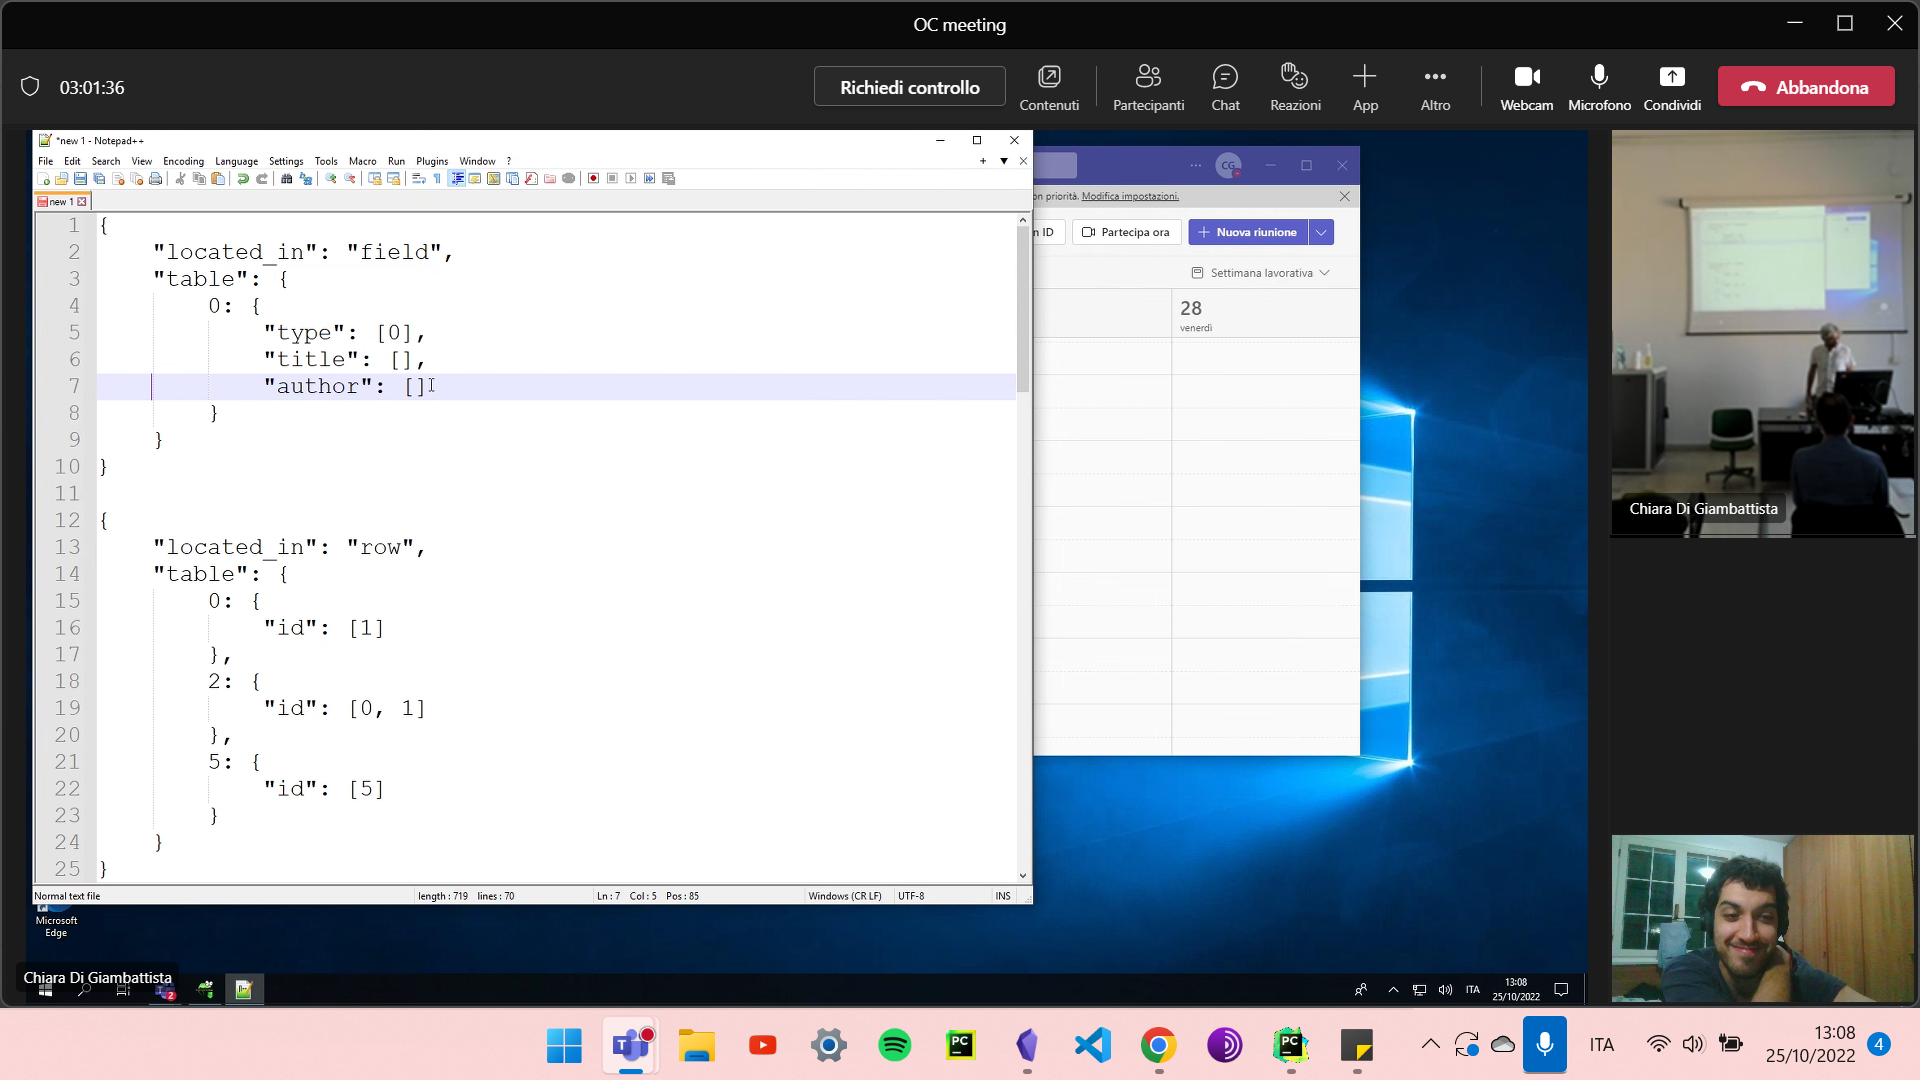 OC meeting
03:01:36
Richiedi controllo
Contenuti
Partecipanti
Chat
Reazioni
App
Altro
Webcam
Microfono
Condividi
Abbandona
*new 1 - Notepad++
File Edit Search View Encoding Language Settings Tools Macro Run Plugins Window ?
new 1
1 {
2 "located_in": "field",
3 "table": {
4 0: {
5 "type": [0],
6 "title": [],
7 "author": []
8 }
9 }
10 }
11
12 {
13 "located_in": "row",
14 "table": {
15 0: {
16 "id": [1]
17 },
18 2: {
19 "id": [0, 1]
20 },
21 5: {
22 "id": [5]
23 }
24 }
25 }
Normal text file length : 719 lines : 70 Ln : 7 Col : 5 Pos : 85 Windows (CR LF) UTF-8 INS
CG
on priorità. Modifica impostazioni.
n ID
Partecipa ora
Nuova riunione
Settimana lavorativa
28
venerdì
Chiara Di Giambattista
Microsoft
Edge
Chiara Di Giambattista
2
ITA
13:08
25/10/2022
PC
PC
ITA
13:08
25/10/2022
4